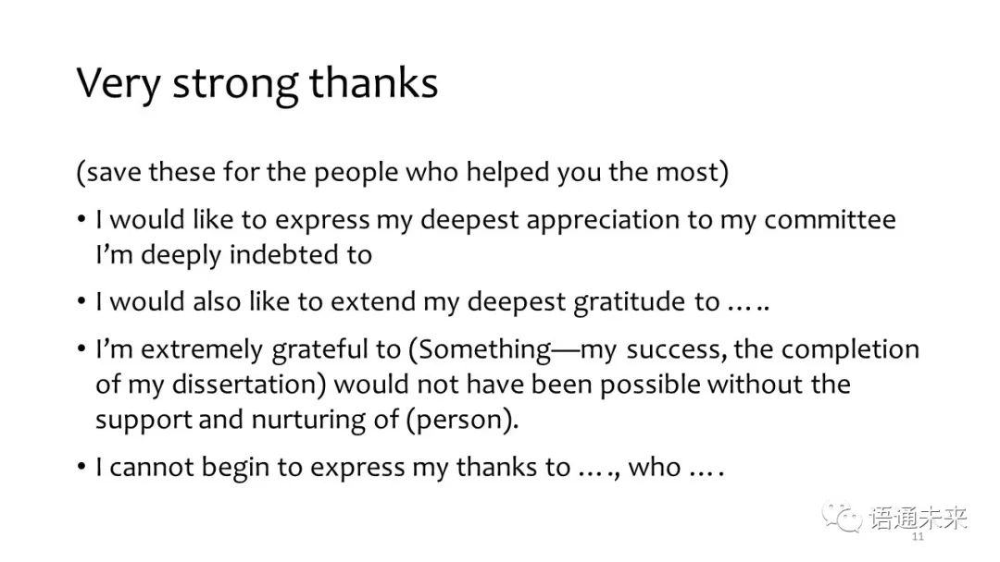 Very strong thanks
(save these for the people who helped you the most)
• I would like to express my deepest appreciation to my committee
I’m deeply indebted to
• I would also like to extend my deepest gratitude to …..
• I’m extremely grateful to (Something—my success, the completion
of my dissertation) would not have been possible without the
support and nurturing of (person).
• I cannot begin to express my thanks to …., who ….
语通未来
11